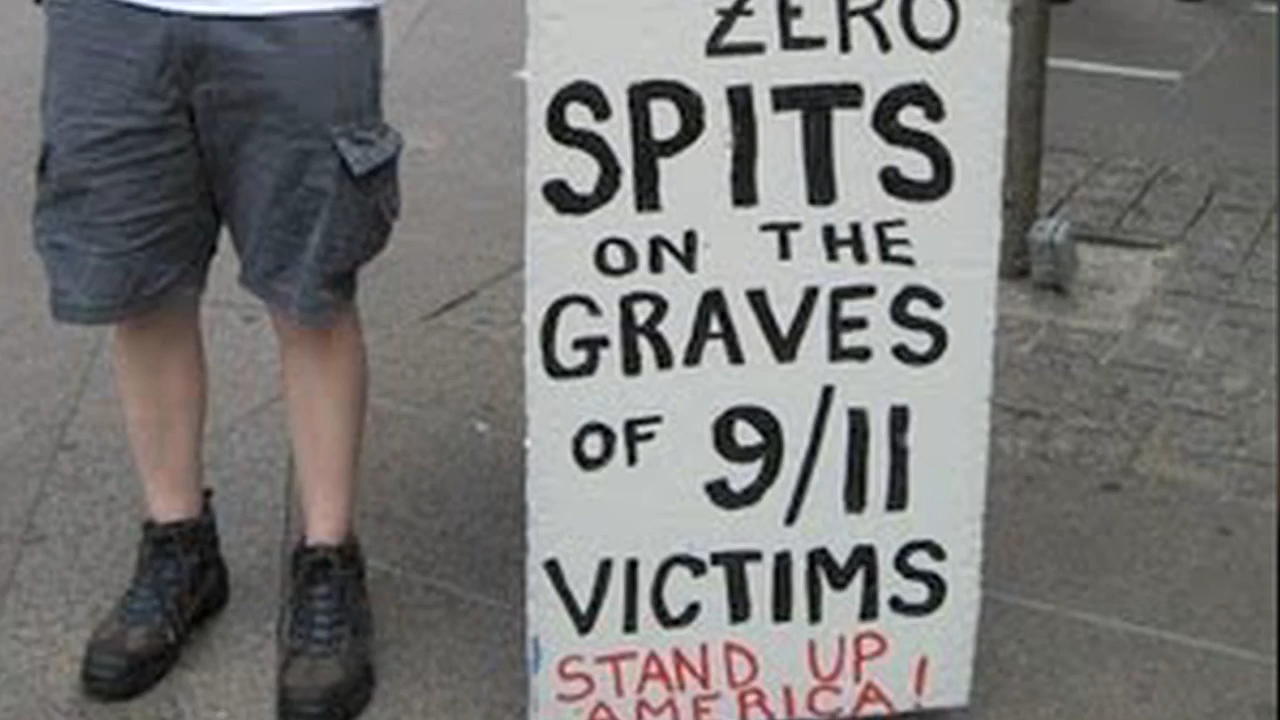 ZERO
SPITS
ON THE
GRAVES
OF 9/11
VICTIMS
STAND UP
AMERICA!